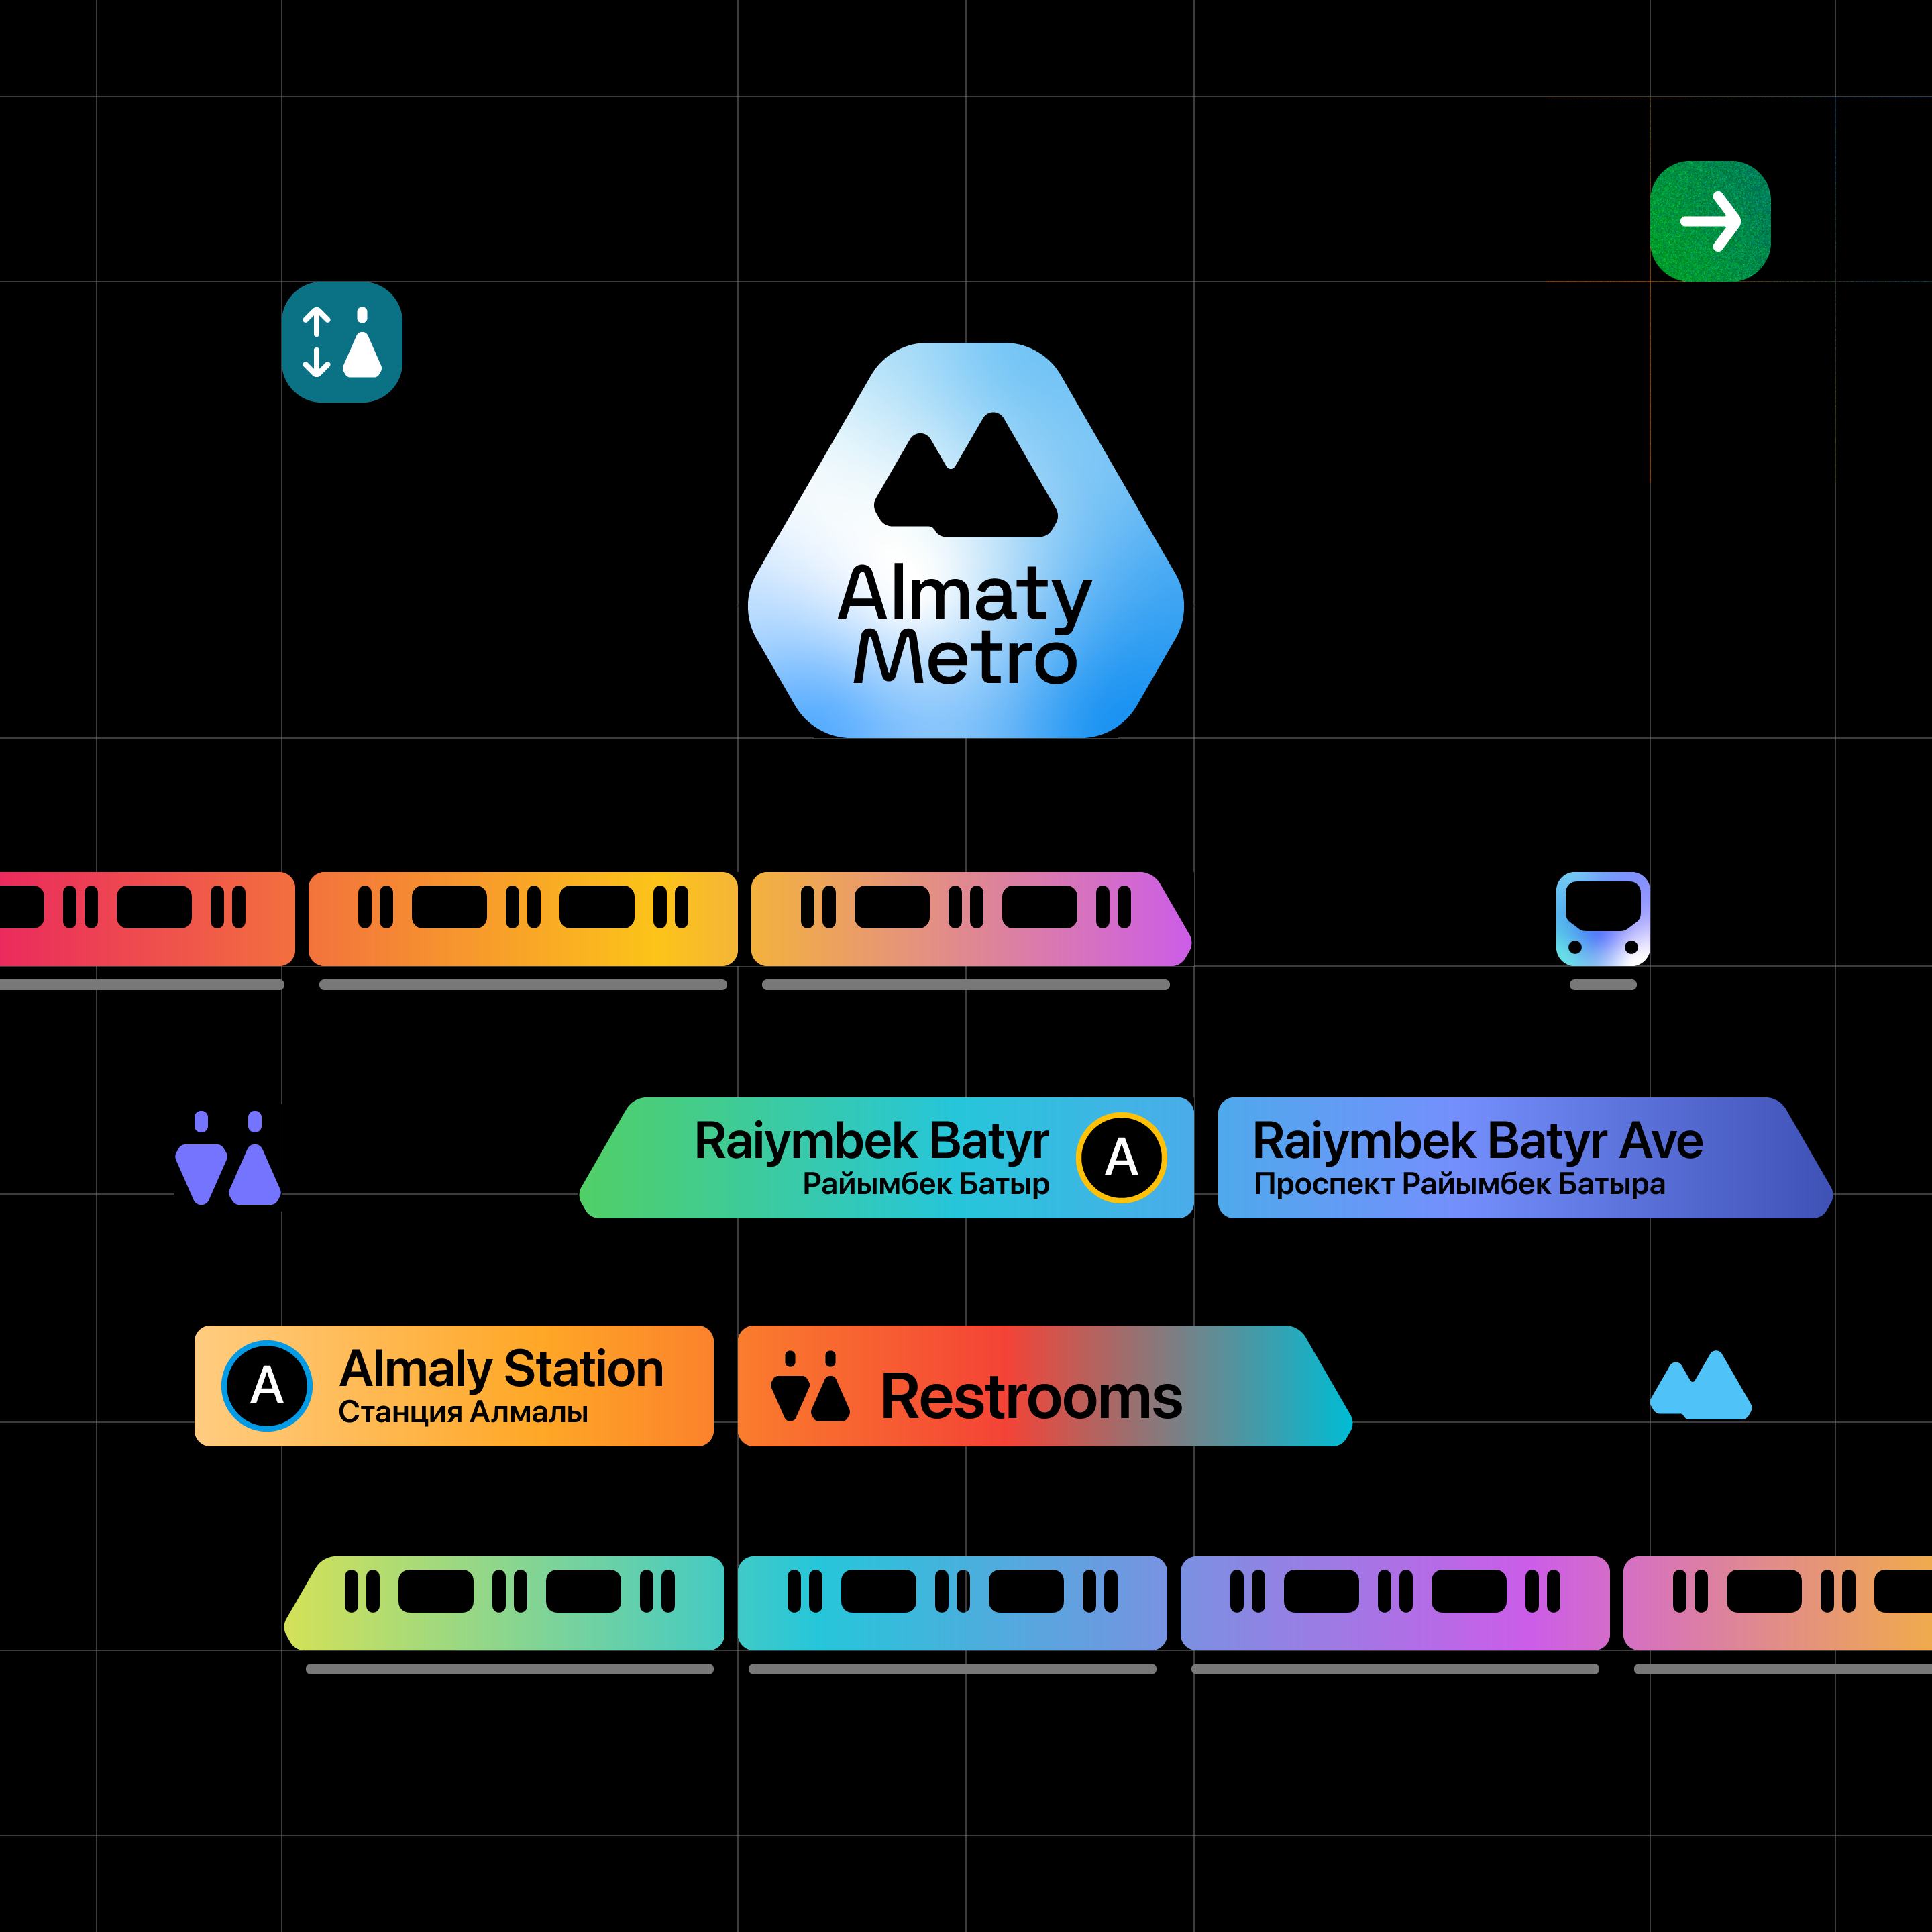 Almaty
Metro
Raiymbek Batyr
Райымбек Батыр
A
Raiymbek Batyr Ave
Проспект Райымбек Батыра
A
Almaly Station
Станция Алмалы
Restrooms